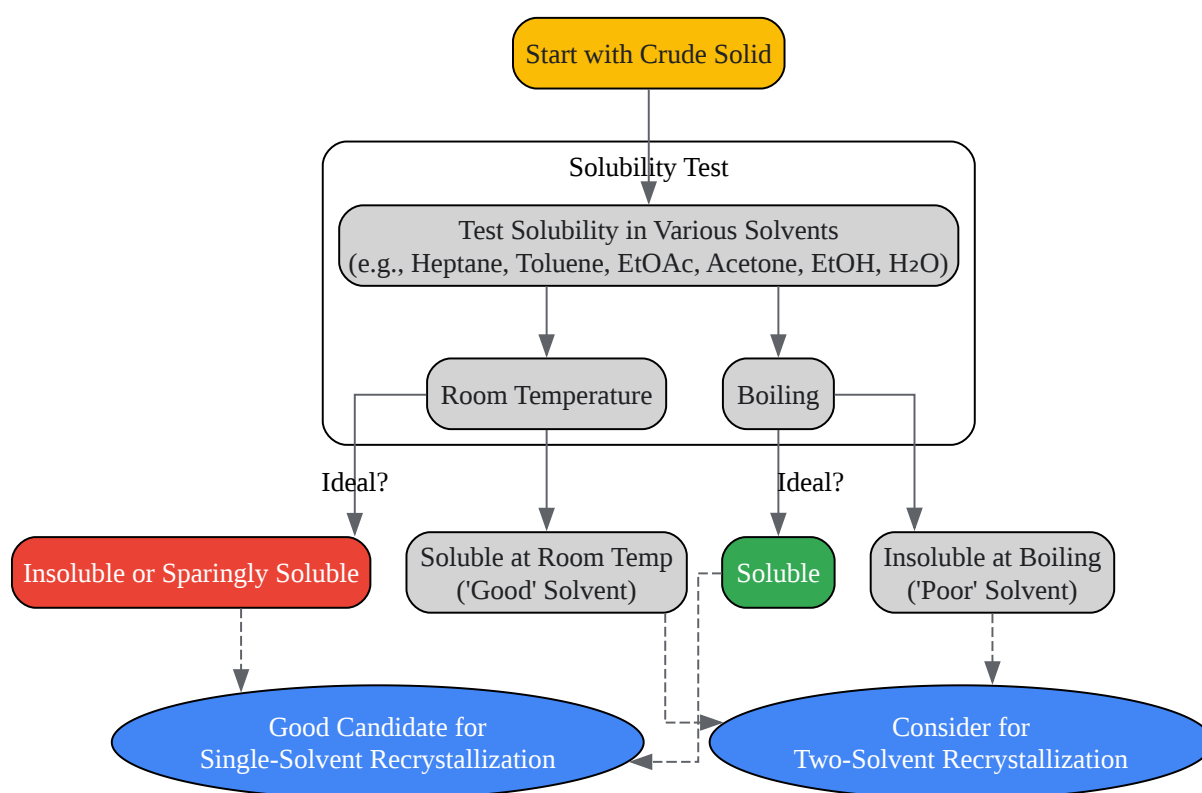 Start with Crude Solid
Solubility Test
Test Solubility in Various Solvents
(e.g., Heptane, Toluene, EtOAc, Acetone, EtOH, H₂O)
Room Temperature
Boiling
Ideal?
Ideal?
Insoluble or Sparingly Soluble
Soluble at Room Temp
('Good' Solvent)
Soluble
Insoluble at Boiling
('Poor' Solvent)
Good Candidate for
Single-Solvent Recrystallization
Consider for
Two-Solvent Recrystallization